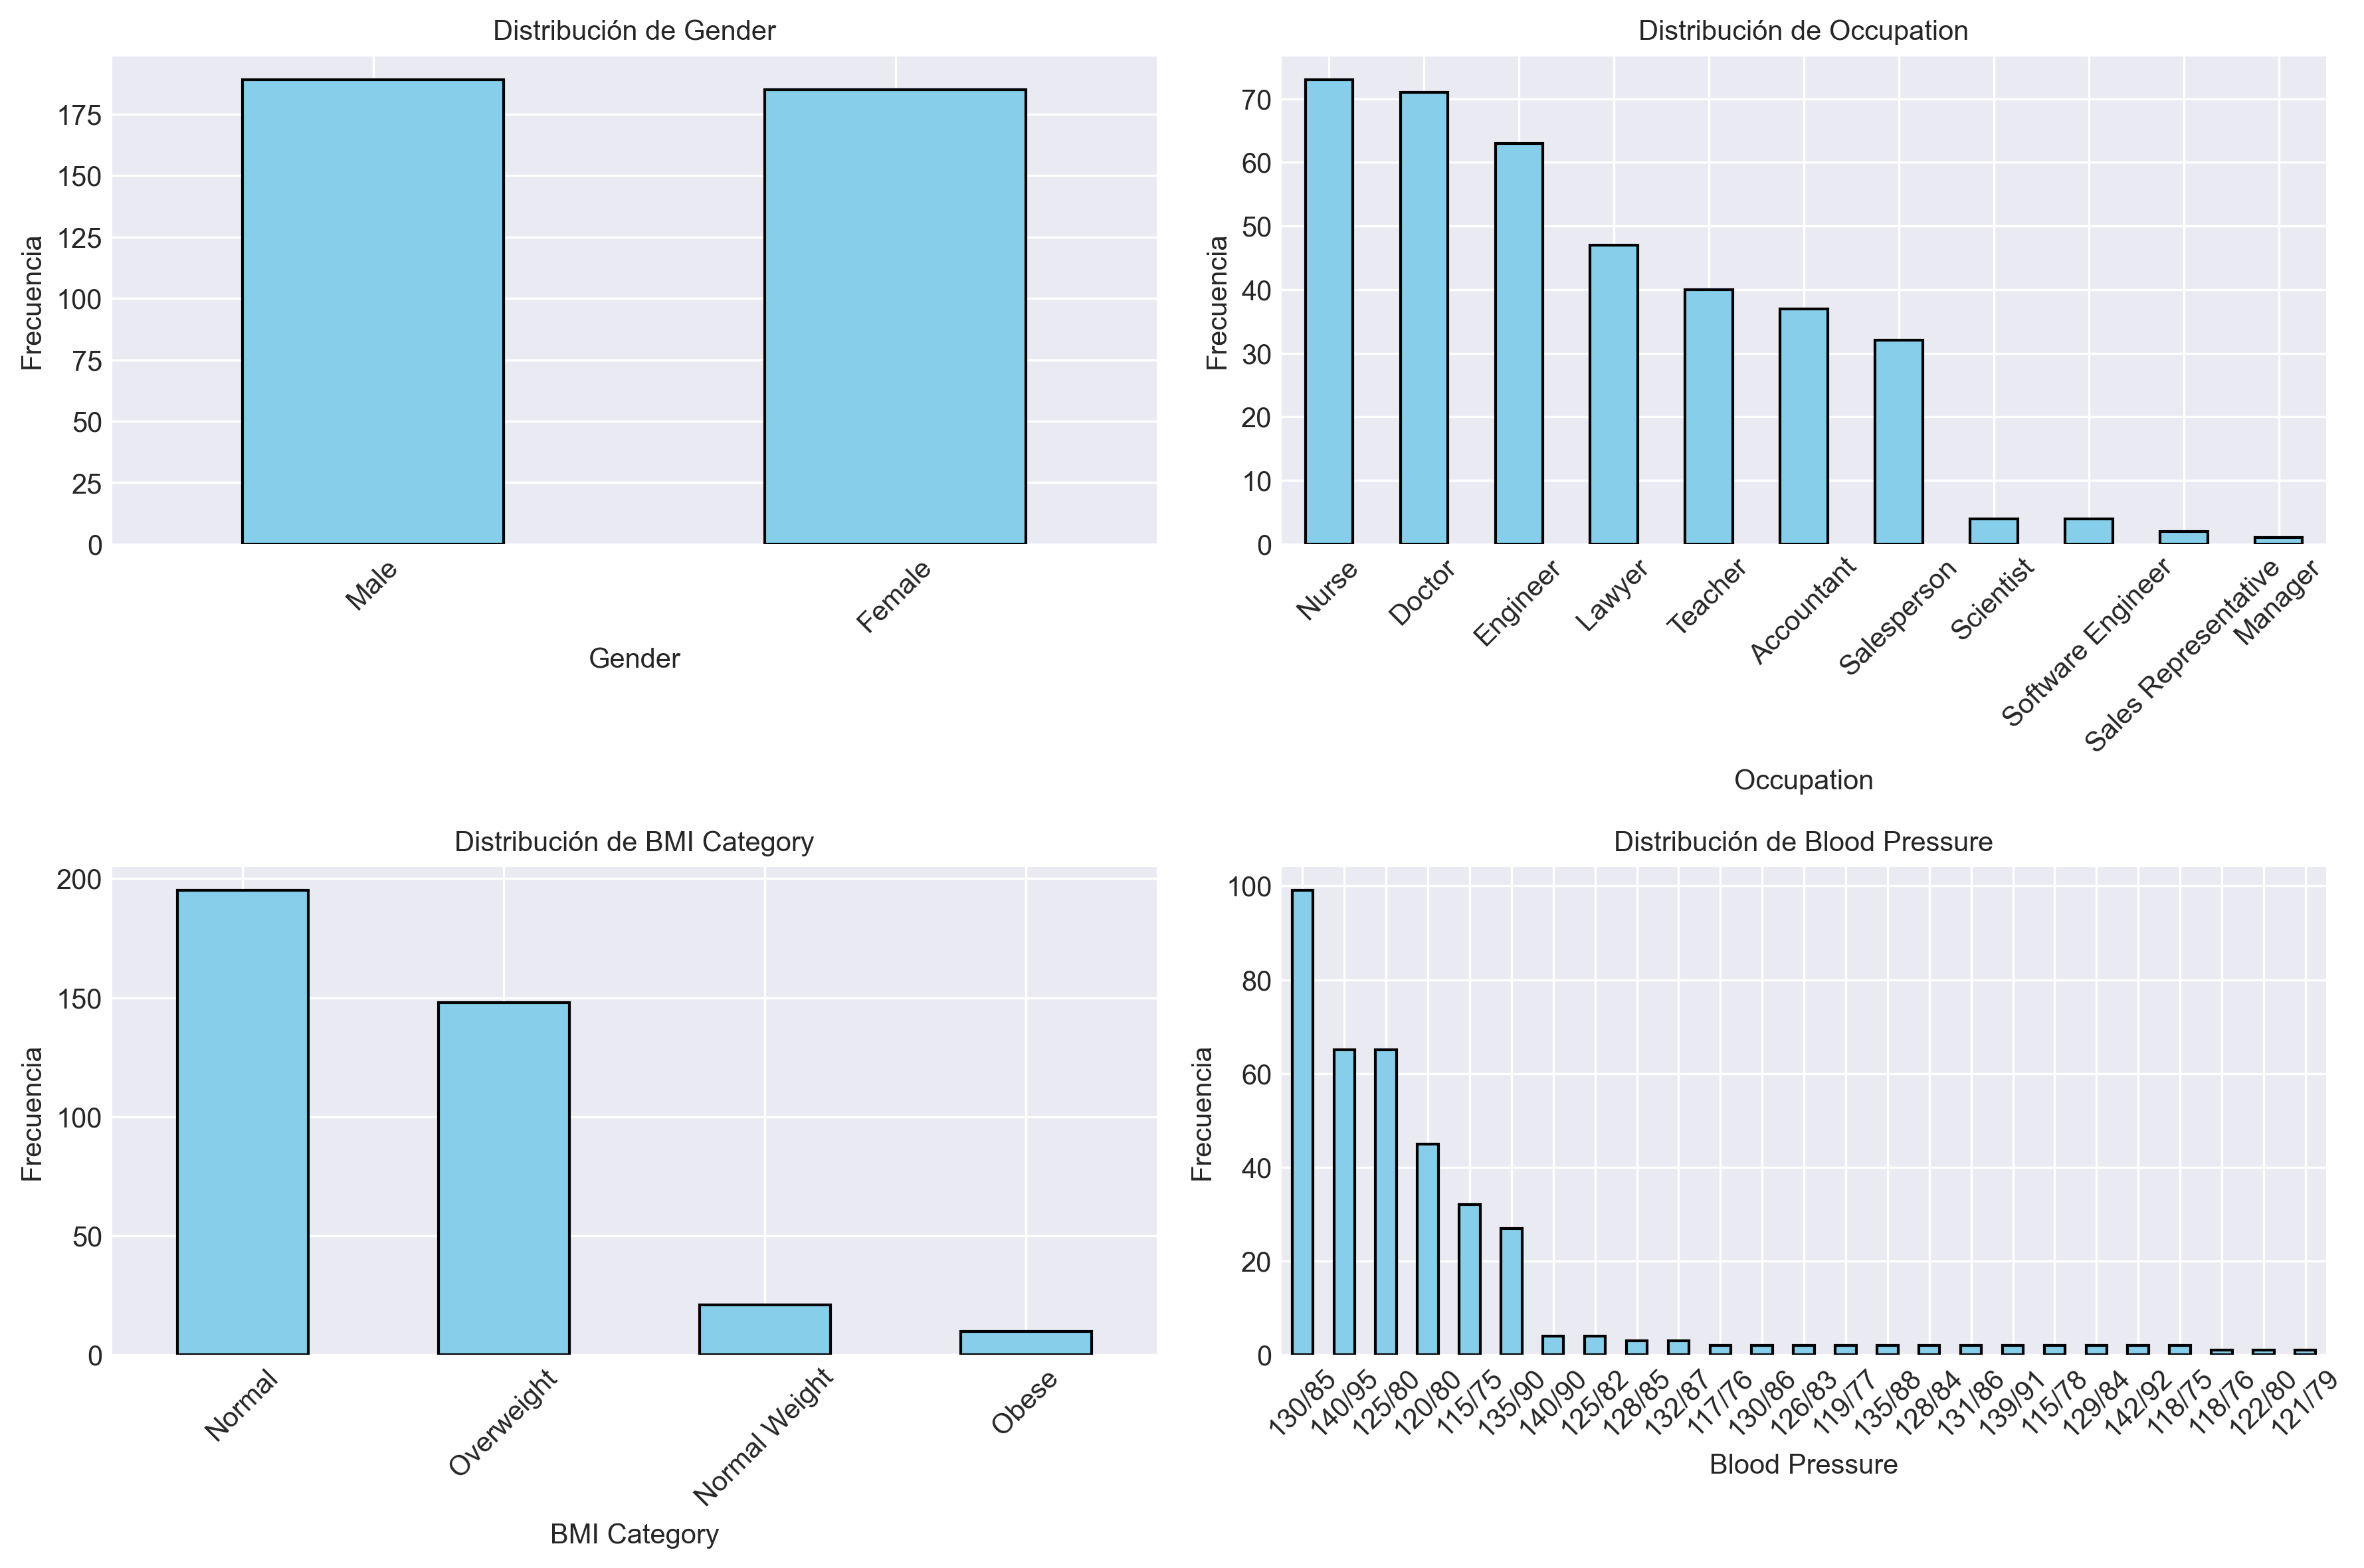 Distribución de Gender
Frecuencia
175
150
125
100
75
50
25
0
Male
Female
Gender
Distribución de Occupation
Frecuencia
70
60
50
40
30
20
10
0
Nurse
Doctor
Engineer
Lawyer
Teacher
Accountant
Salesperson
Scientist
Software Engineer
Sales Representative
Manager
Occupation
Distribución de BMI Category
Frecuencia
200
150
100
50
0
Normal
Overweight
Normal Weight
Obese
BMI Category
Distribución de Blood Pressure
Frecuencia
100
80
60
40
20
0
130/85
140/95
125/80
120/80
115/75
135/90
140/90
125/82
128/85
132/87
117/76
130/86
126/83
119/77
135/88
128/84
131/86
139/91
115/78
129/84
142/92
118/75
118/76
122/80
121/79
Blood Pressure